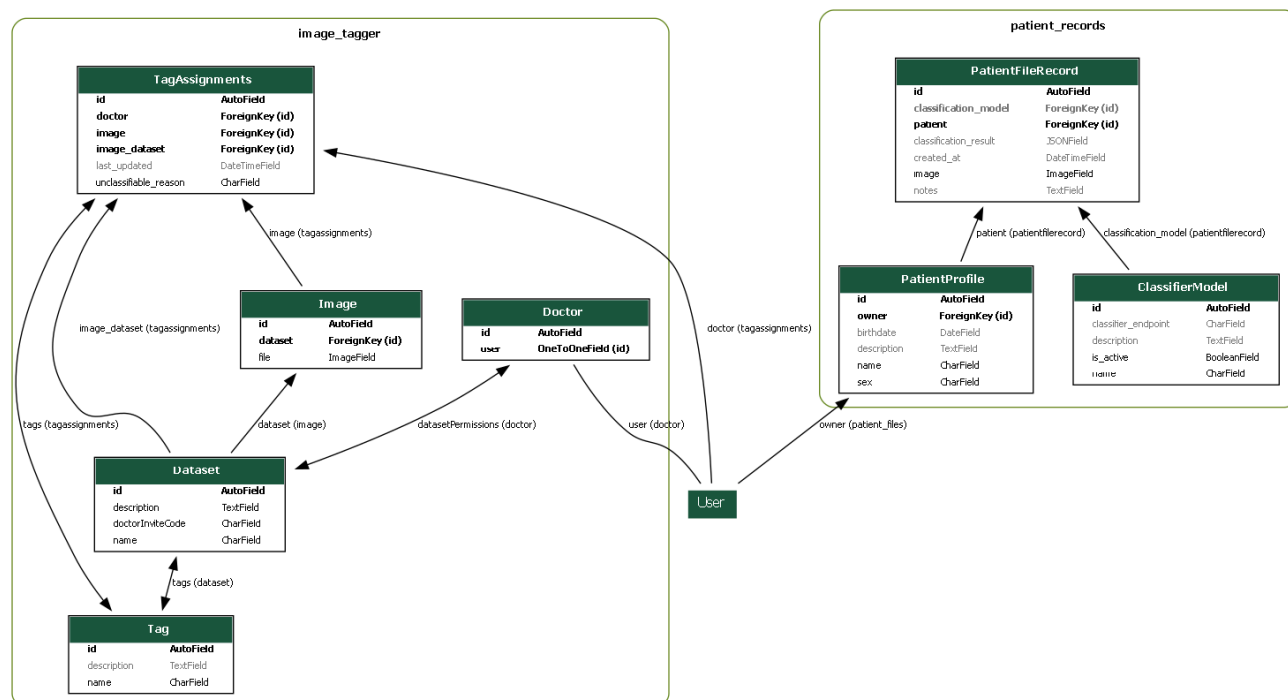 image_tagger
TagAssignments
id AutoField
doctor ForeignKey (id)
image ForeignKey (id)
image_dataset ForeignKey (id)
last_updated DateTimeField
unclassifiable_reason CharField
image (tagassignments)
Image
id AutoField
dataset ForeignKey (id)
file ImageField
Doctor
id AutoField
user OneToOneField (id)
image_dataset (tagassignments)
doctor (tagassignments)
tags (tagassignments)
dataset (image)
datasetPermissions (doctor)
user (doctor)
Dataset
id AutoField
description TextField
doctorInviteCode CharField
name CharField
tags (dataset)
Tag
id AutoField
description TextField
name CharField
User
patient_records
PatientFileRecord
id AutoField
classification_model ForeignKey (id)
patient ForeignKey (id)
classification_result JSONField
created_at DateTimeField
image ImageField
notes TextField
patient (patientfilerecord)
classification_model (patientfilerecord)
PatientProfile
id AutoField
owner ForeignKey (id)
birthdate DateField
description TextField
name CharField
sex CharField
ClassifierModel
id AutoField
classifier_endpoint CharField
description TextField
is_active BooleanField
name CharField
owner (patient_files)